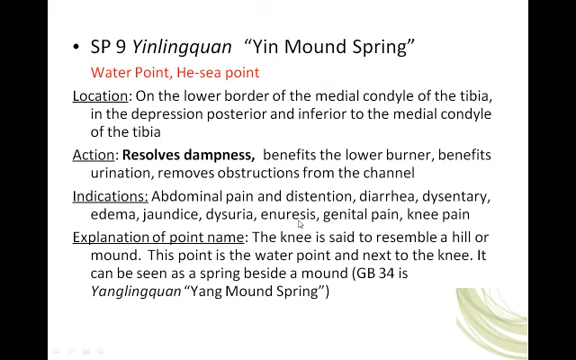 • SP 9 Yinlingquan “Yin Mound Spring”
Water Point, He-sea point
Location: On the lower border of the medial condyle of the tibia,
in the depression posterior and inferior to the medial condyle
of the tibia
Action: Resolves dampness, benefits the lower burner, benefits
urination, removes obstructions from the channel
Indications: Abdominal pain and distention, diarrhea, dysentary,
edema, jaundice, dysuria, enuresis, genital pain, knee pain
Explanation of point name: The knee is said to resemble a hill or
mound. This point is the water point and next to the knee. It
can be seen as a spring beside a mound (GB 34 is
Yanglingquan “Yang Mound Spring”)